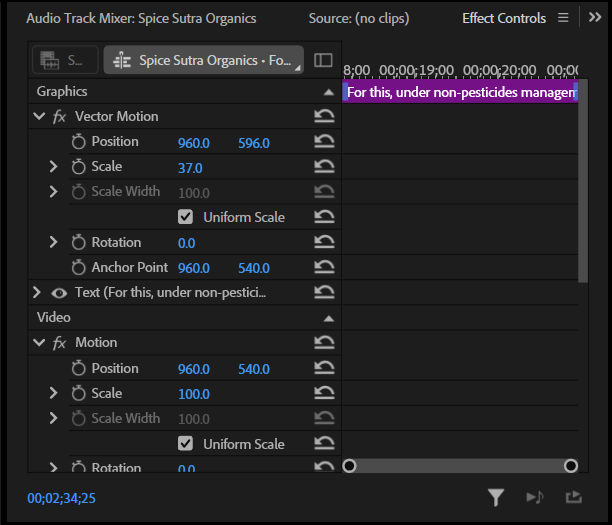 Audio Track Mixer: Spice Sutra Organics Source: (no clips) Effect Controls
S... Spice Sutra Organics • Fo...
8;00 00;00;19;00 00;00;20;00 00;00
Graphics For this, under non-pesticides managem
fx Vector Motion
Position 960.0 596.0
Scale 37.0
Scale Width 100.0
Uniform Scale
Rotation 0.0
Anchor Point 960.0 540.0
Text (For this, under non-pestici...
Video
fx Motion
Position 960.0 540.0
Scale 100.0
Scale Width 100.0
Uniform Scale
Rotation 0.0
00;02;34;25